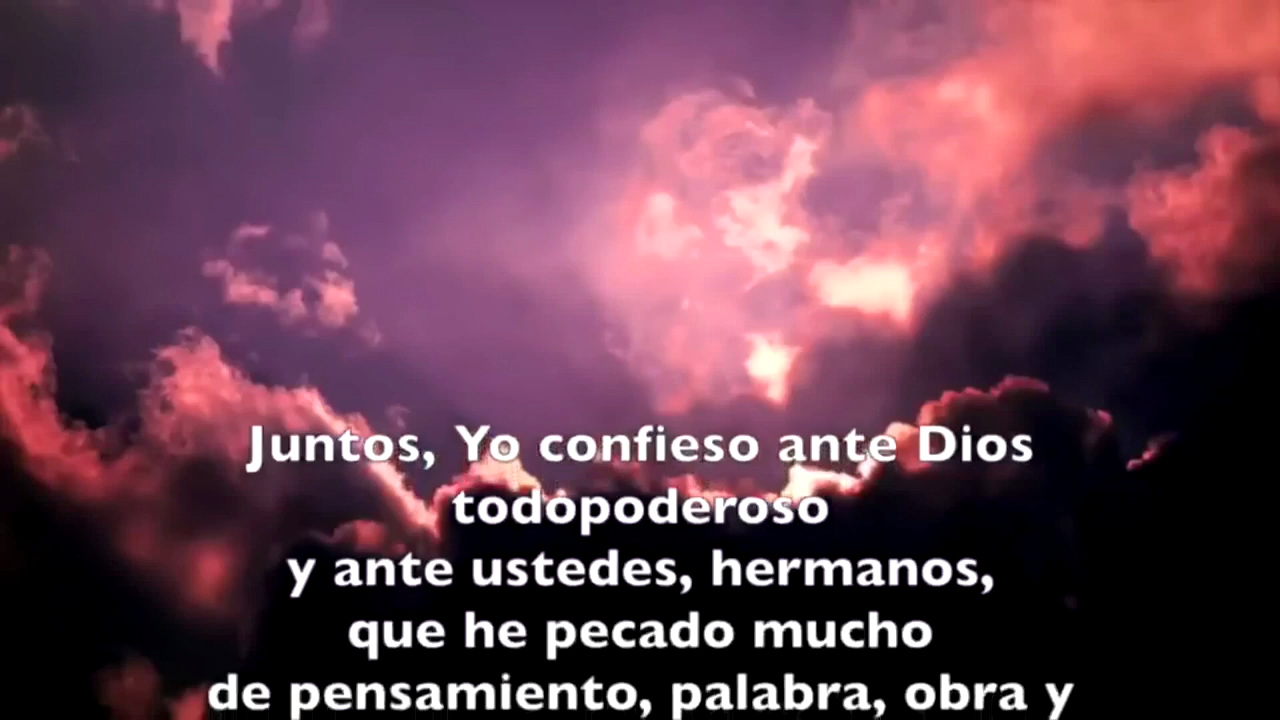 Juntos, Yo confieso ante Dios
todopoderoso
y ante ustedes, hermanos,
que he pecado mucho
de pensamiento, palabra, obra y